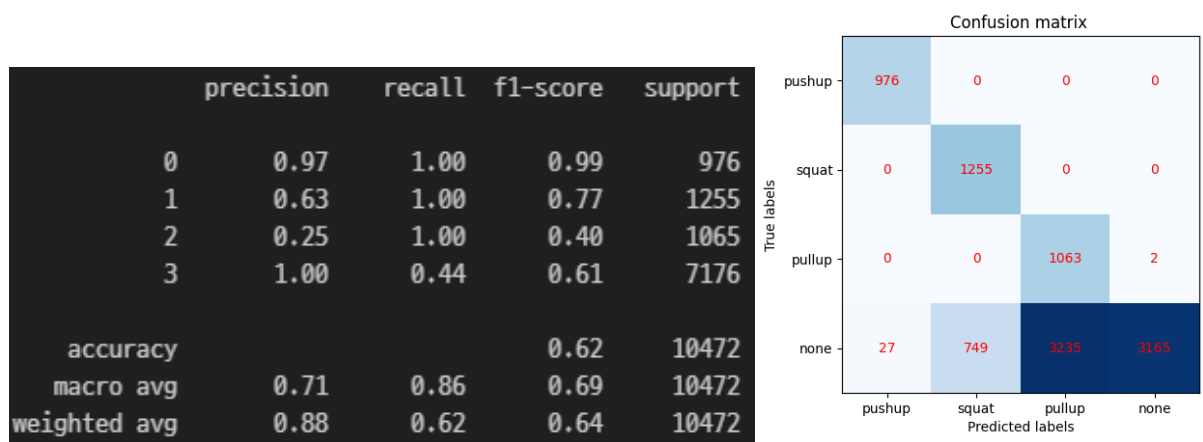 precision recall f1-score support
0 0.97 1.00 0.99 976
1 0.63 1.00 0.77 1255
2 0.25 1.00 0.40 1065
3 1.00 0.44 0.61 7176
accuracy 0.62 10472
macro avg 0.71 0.86 0.69 10472
weighted avg 0.88 0.62 0.64 10472
Confusion matrix
True labels
pushup 976 0 0 0
squat 0 1255 0 0
pullup 0 0 1063 2
none 27 749 3235 3165
pushup squat pullup none
Predicted labels